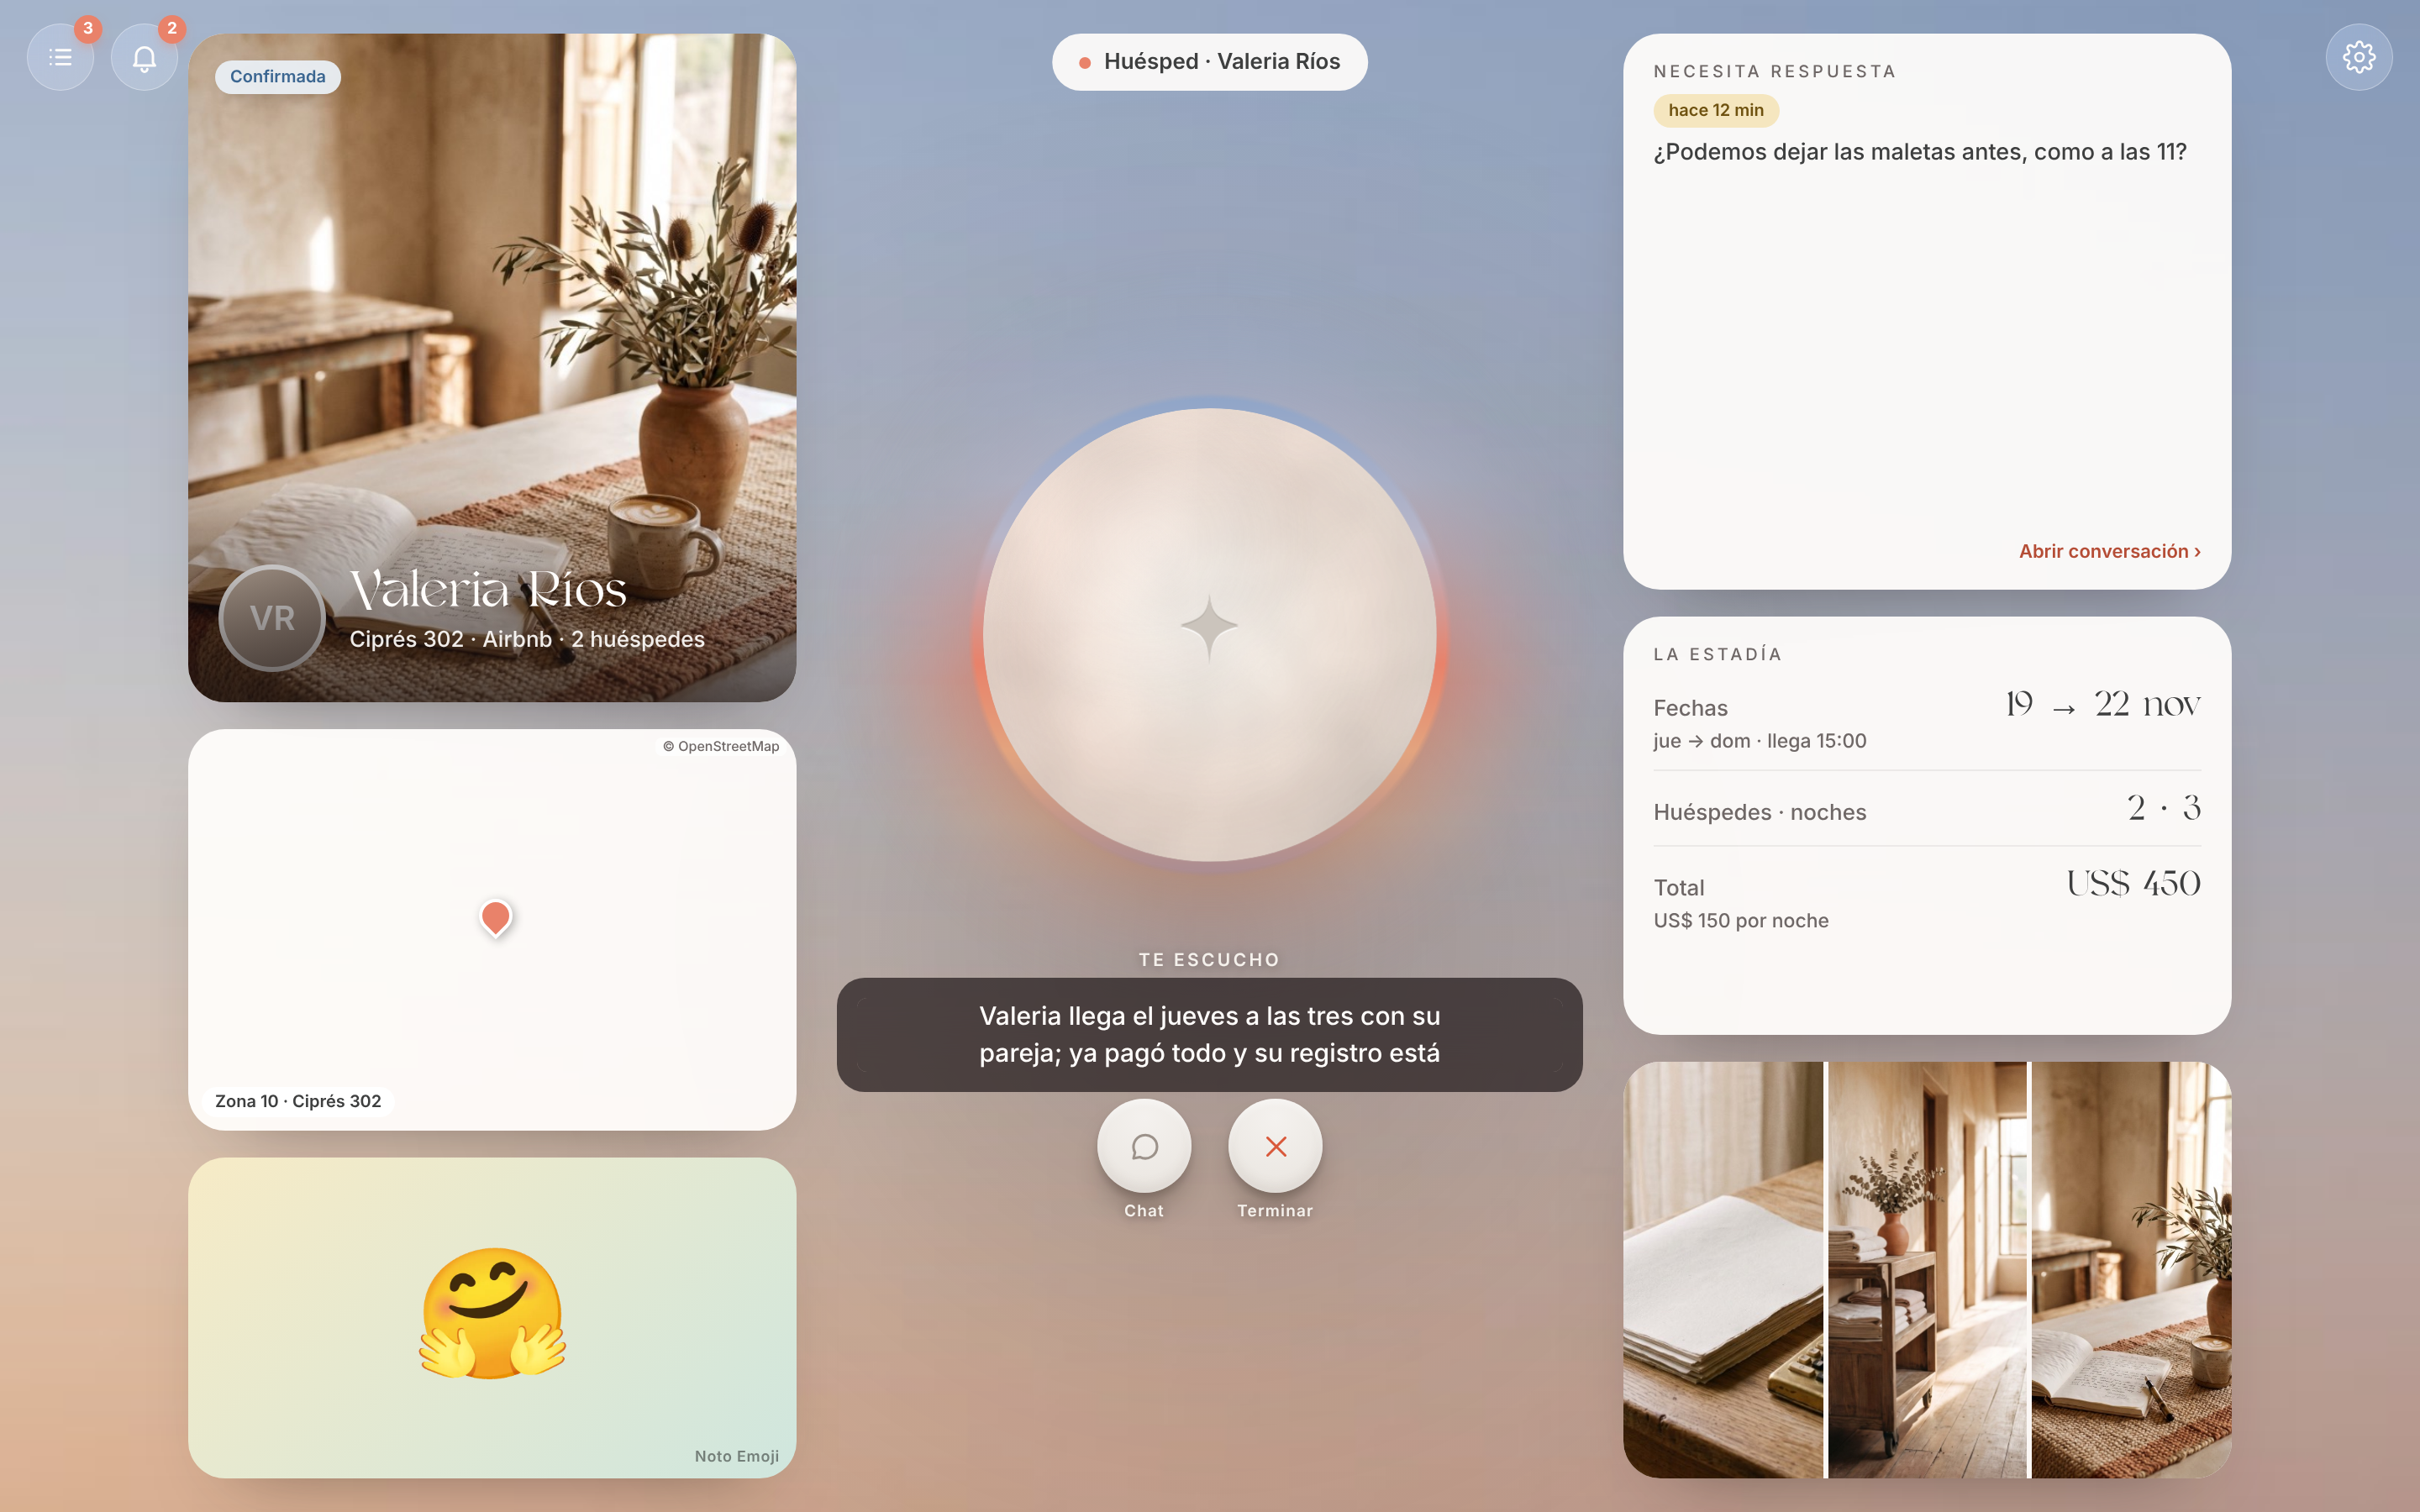 3
2
Confirmada
VR
Valeria Ríos
Ciprés 302 · Airbnb · 2 huéspedes
© OpenStreetMap
Zona 10 · Ciprés 302
Noto Emoji
Huésped · Valeria Ríos
TE ESCUCHO
Valeria llega el jueves a las tres con su
pareja; ya pagó todo y su registro está
Chat
Terminar
NECESITA RESPUESTA
hace 12 min
¿Podemos dejar las maletas antes, como a las 11?
Abrir conversación ›
LA ESTADÍA
Fechas
19 → 22 nov
jue → dom · llega 15:00
Huéspedes · noches
2 · 3
Total
US$ 450
US$ 150 por noche